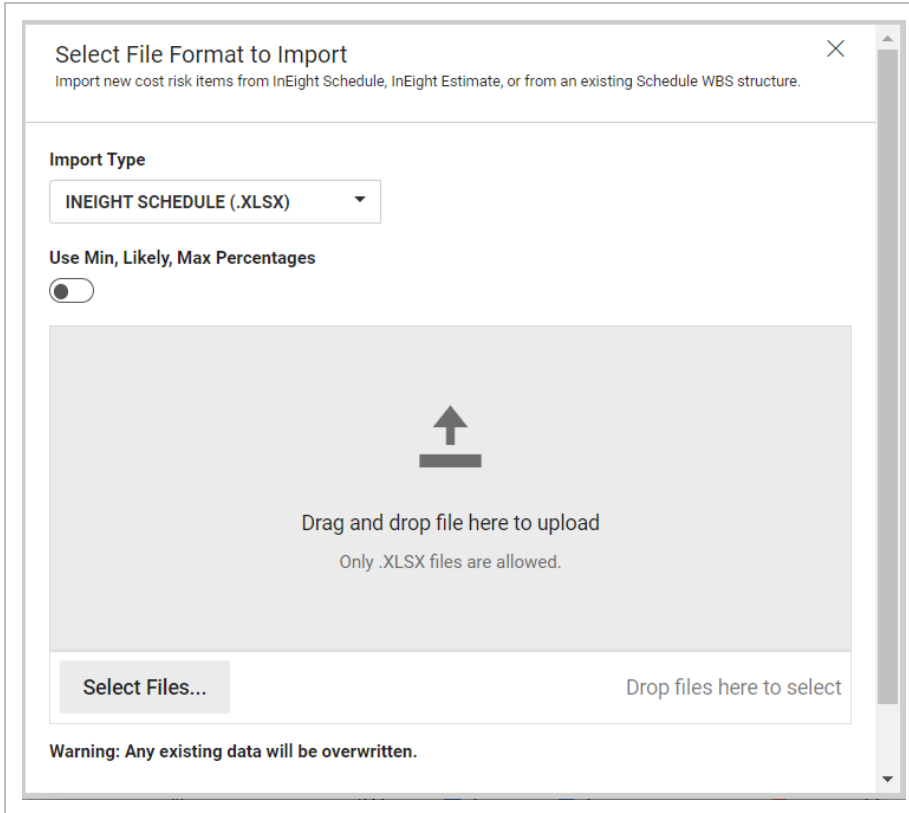 Select File Format to Import
Import new cost risk items from InEight Schedule, InEight Estimate, or from an existing Schedule WBS structure.
Import Type
INEIGHT SCHEDULE (.XLSX)
Use Min, Likely, Max Percentages
Drag and drop file here to upload
Only .XLSX files are allowed.
Select Files...
Drop files here to select
Warning: Any existing data will be overwritten.